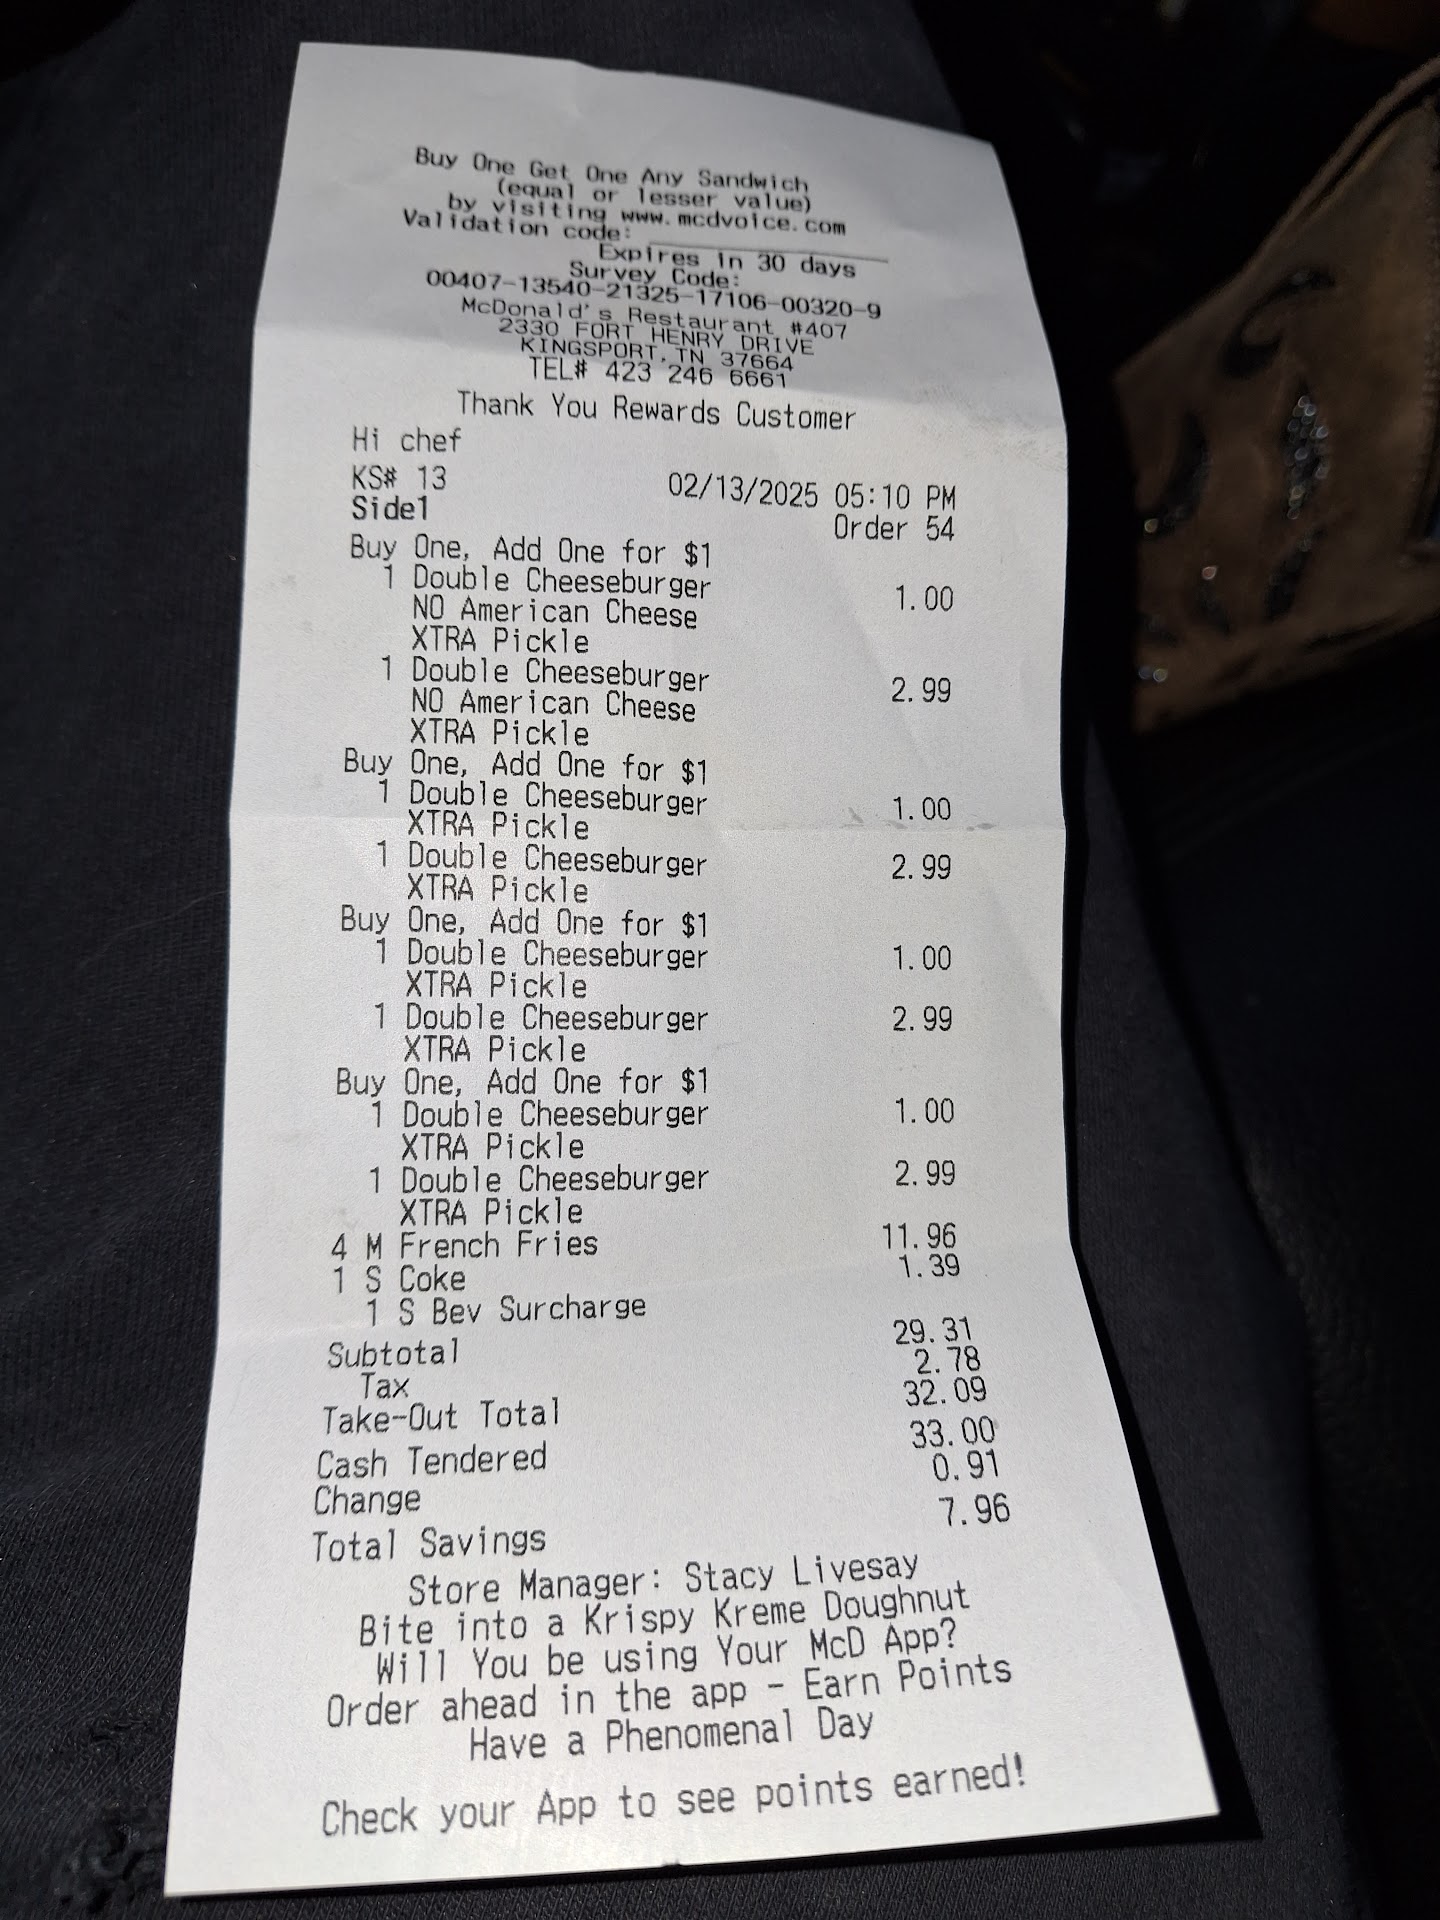 Buy One Get One Any Sandwich
(equal or lesser value)
by visiting www.mcdvoice.com
Validation code: ____________
Expires in 30 days
Survey Code:
00407-13540-21325-17106-00320-9
McDonald's Restaurant #407
2330 FORT HENRY DRIVE
KINGSPORT, TN 37664
TEL# 423 246 6661
Thank You Rewards Customer
Hi chef
KS# 13 02/13/2025 05:10 PM
Side1 Order 54
Buy One, Add One for $1
1 Double Cheeseburger 1.00
NO American Cheese
XTRA Pickle
1 Double Cheeseburger 2.99
NO American Cheese
XTRA Pickle
Buy One, Add One for $1
1 Double Cheeseburger 1.00
XTRA Pickle
1 Double Cheeseburger 2.99
XTRA Pickle
Buy One, Add One for $1
1 Double Cheeseburger 1.00
XTRA Pickle
1 Double Cheeseburger 2.99
XTRA Pickle
Buy One, Add One for $1
1 Double Cheeseburger 1.00
XTRA Pickle
1 Double Cheeseburger 2.99
XTRA Pickle
4 M French Fries 11.96
1 S Coke 1.39
1 S Bev Surcharge
Subtotal 29.31
Tax 2.78
Take-Out Total 32.09
Cash Tendered 33.00
Change 0.91
Total Savings 7.96
Store Manager: Stacy Livesay
Bite into a Krispy Kreme Doughnut
Will You be using Your McD App?
Order ahead in the app - Earn Points
Have a Phenomenal Day
Check your App to see points earned!